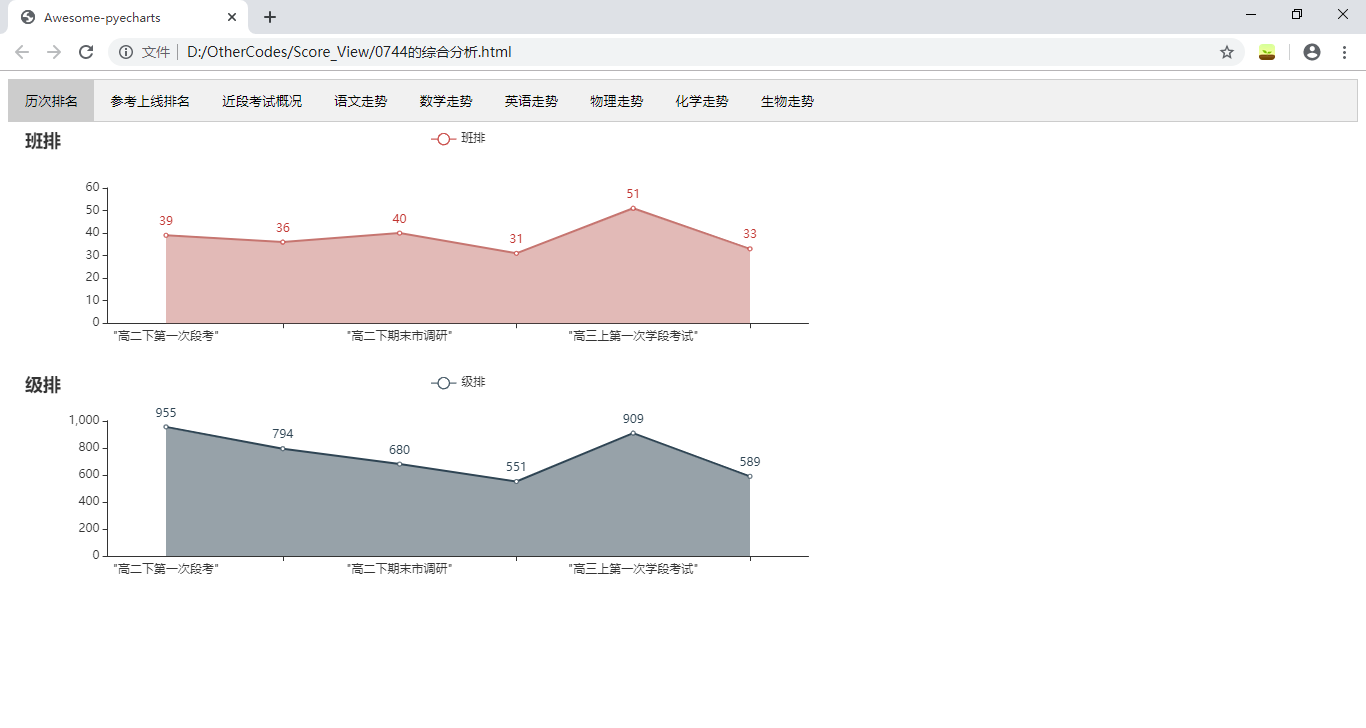 Awesome-pyecharts
文件 D:/OtherCodes/Score_View/0744的综合分析.html
历次排名 参考上线排名 近段考试概况 语文走势 数学走势 英语走势 物理走势 化学走势 生物走势
班排
班排
60
50
40
30
20
10
0
39
36
40
31
51
33
"高二下第一次段考" "高二下期末市调研" "高三上第一次学段考试"
级排
级排
1,000
800
600
400
200
0
955
794
680
551
909
589
"高二下第一次段考" "高二下期末市调研" "高三上第一次学段考试"